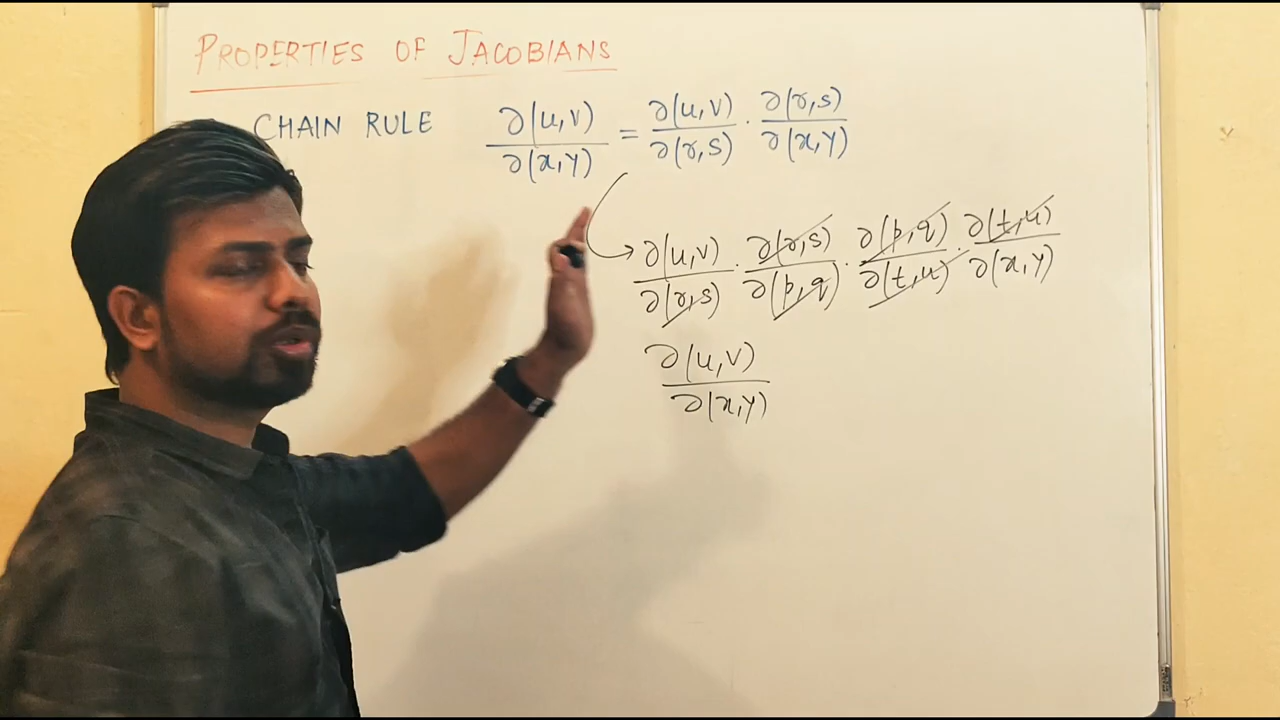 PROPERTIES OF JACOBIANS
CHAIN RULE ∂(u,v)/∂(x,y) = ∂(u,v)/∂(r,s) · ∂(r,s)/∂(x,y)
∂(u,v)/∂(r,s) · ∂(r,s)/∂(p,q) · ∂(p,q)/∂(t,u) · ∂(t,u)/∂(x,y)
∂(u,v)/∂(x,y)